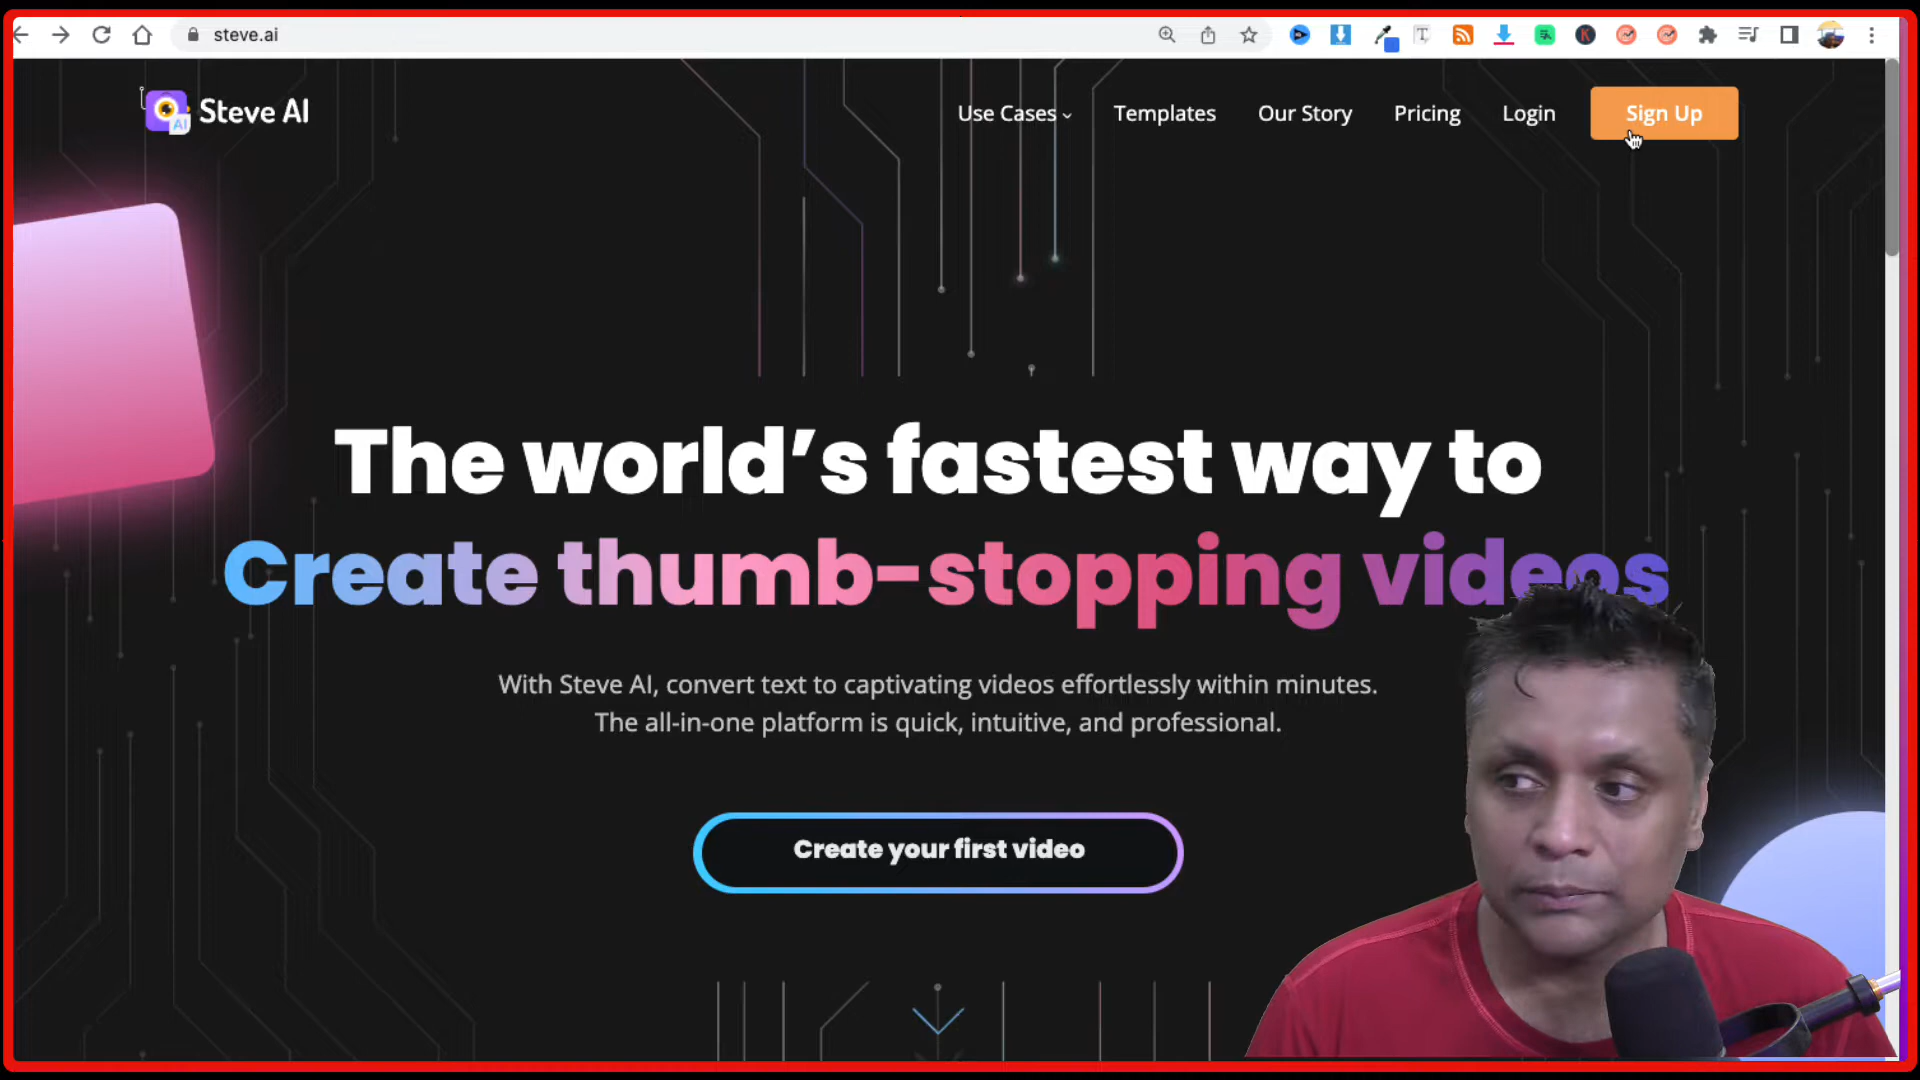 steve.ai
Steve AI
AI
Use Cases
Templates
Our Story
Pricing
Login
Sign Up
The world’s fastest way to
Create thumb-stopping videos
With Steve AI, convert text to captivating videos effortlessly within minutes.
The all-in-one platform is quick, intuitive, and professional.
Create your first video